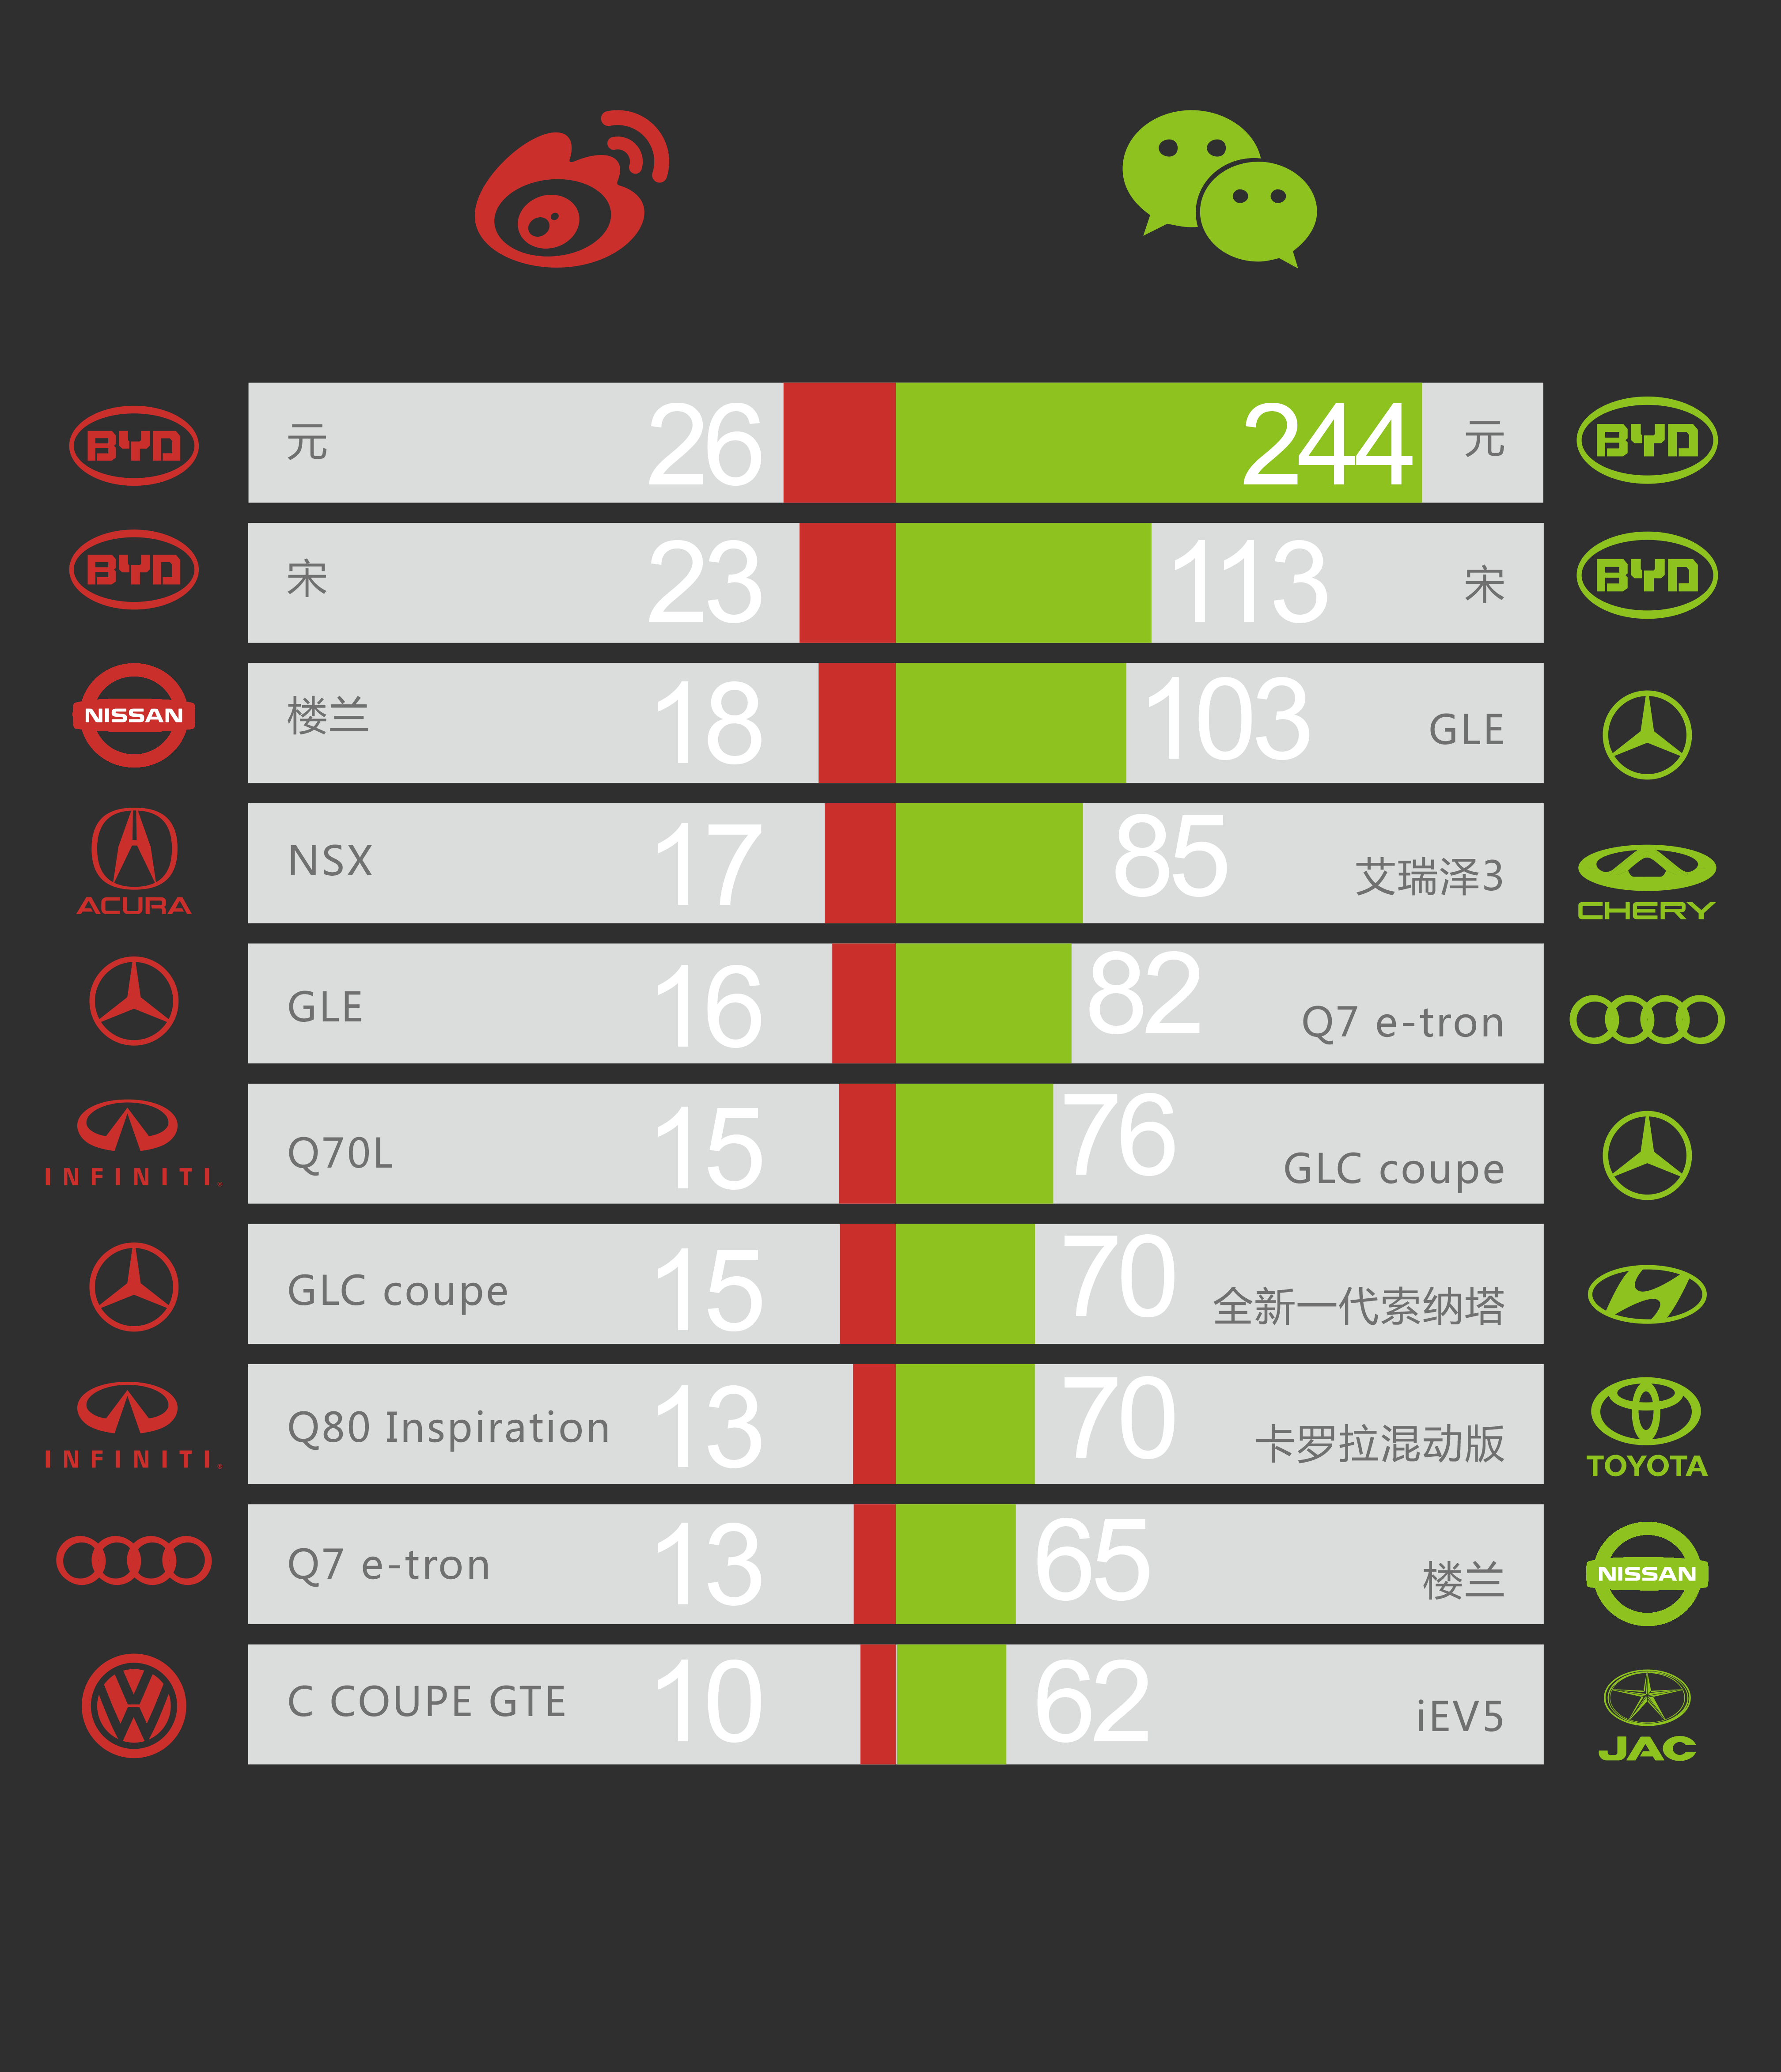 BYD 元 26 244 元 BYD
BYD 宋 23 113 宋 BYD
NISSAN 楼兰 18 103 GLE
ACURA NSX 17 85 艾瑞泽3 CHERY
GLE 16 82 Q7 e-tron
INFINITI® Q70L 15 76 GLC coupe
GLC coupe 15 70 全新一代索纳塔
INFINITI® Q80 Inspiration 13 70 卡罗拉混动版 TOYOTA
Q7 e-tron 13 65 楼兰 NISSAN
C COUPE GTE 10 62 iEV5 JAC